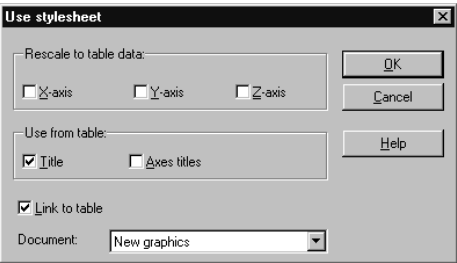 Use stylesheet
Rescale to table data:
X-axis Y-axis Z-axis
OK
Cancel
Use from table:
Title Axes titles
Help
Link to table
Document: New graphics